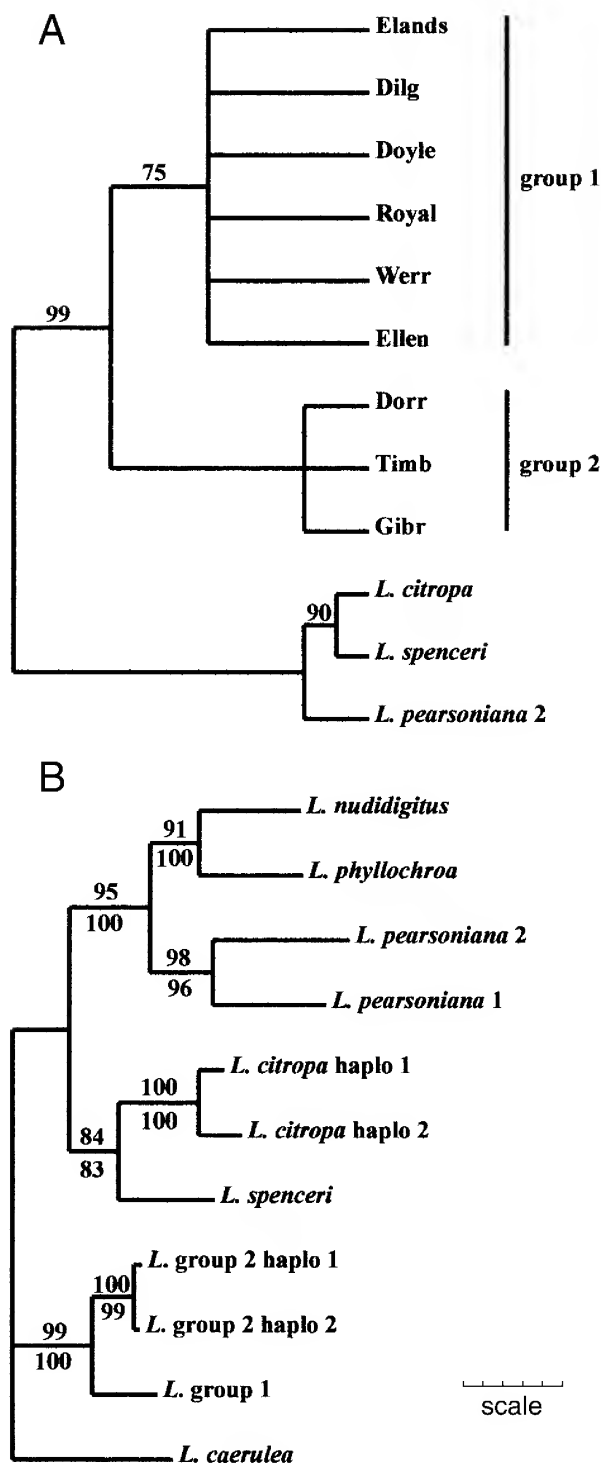 A
Elands
Dilg
Doyle
75
group 1
Royal
Werr
99
Ellen
Dorr
Timb
group 2
Gibr
L. citropa
90
L. spenceri
L. pearsoniana 2
B
L. nudidigitus
91
100
L. phyllochroa
95
100
L. pearsoniana 2
98
96
L. pearsoniana 1
L. citropa haplo 1
100
100
L. citropa haplo 2
84
83
L. spenceri
L. group 2 haplo 1
100
99
L. group 2 haplo 2
99
100
L. group 1
scale
L. caerulea